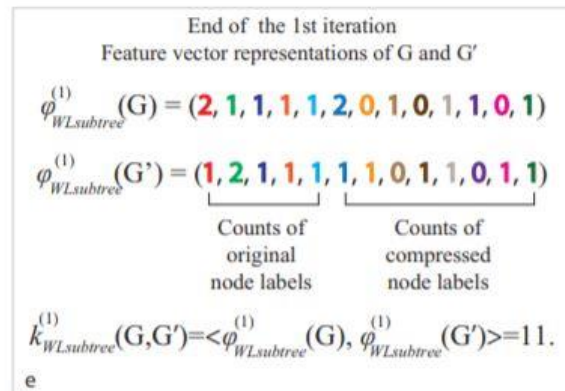 End of the 1st iteration
Feature vector representations of G and G'
φ(1)WLsubtree(G) = (2, 1, 1, 1, 1, 2, 0, 1, 0, 1, 1, 0, 1)
φ(1)WLsubtree(G') = (1, 2, 1, 1, 1, 1, 1, 0, 1, 1, 0, 1, 1)
Counts of original node labels
Counts of compressed node labels
k(1)WLsubtree(G,G')=<φ(1)WLsubtree(G), φ(1)WLsubtree(G')>=11.
e